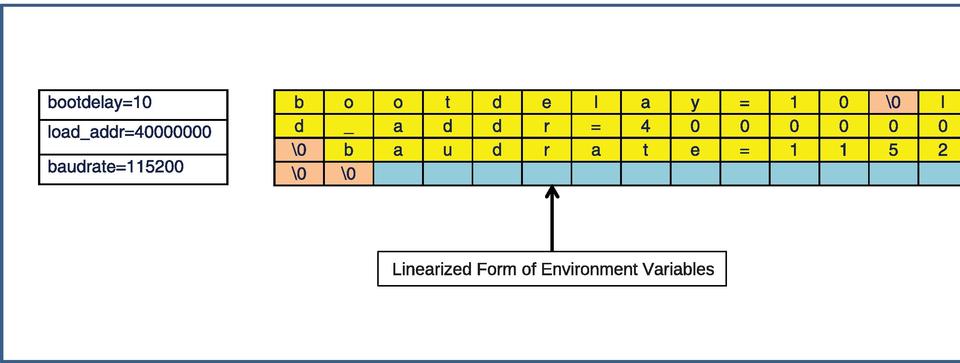 bootdelay=10
load_addr=40000000
baudrate=115200
b o o t d e l a y = 1 0 \0 l
d _ a d d r = 4 0 0 0 0 0 0
\0 b a u d r a t e = 1 1 5 2
\0 \0
Linearized Form of Environment Variables